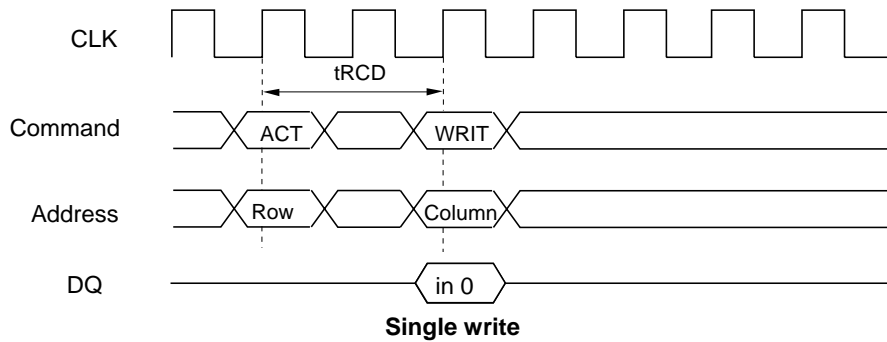 CLK
tRCD
Command ACT WRIT
Address Row Column
DQ in 0
Single write